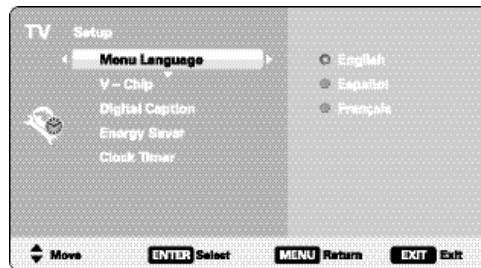 TV Setup
Menu Language
V – Chip
Digital Caption
Energy Saver
Clock Timer
English
Español
Français
Move ENTER Select MENU Return EXIT Exit